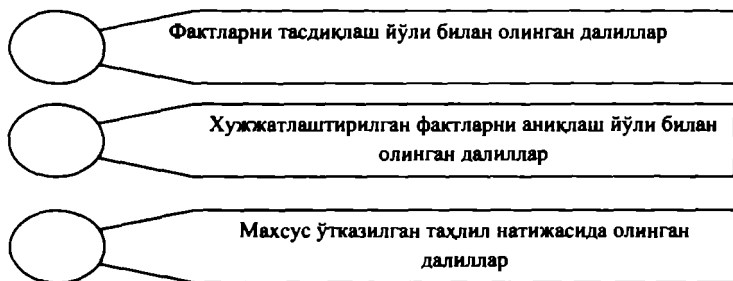 Фактларни тасдиқлаш йўли билан олинган далиллар
Хужжатлаштирилган фактларни аниқлаш йўли билан
олинган далиллар
Махсус ўтказилган таҳлил натижасида олинган
далиллар